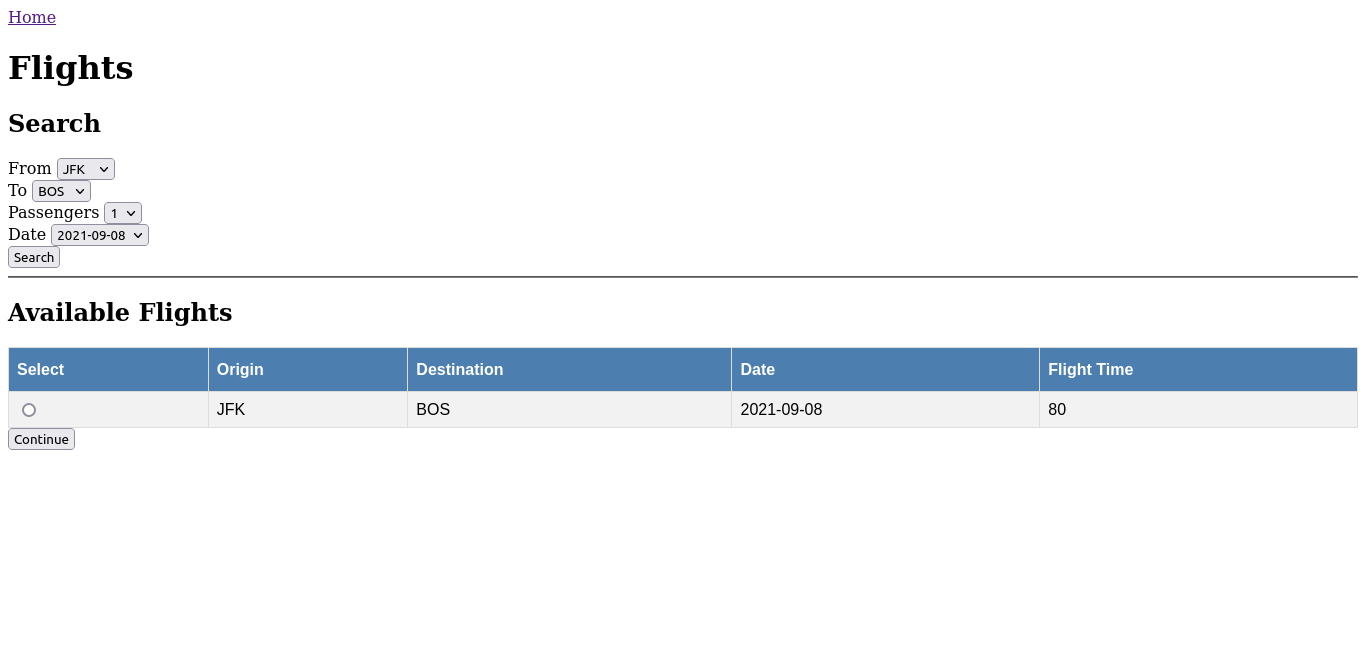 Home
Flights
Search
From JFK
To BOS
Passengers 1
Date 2021-09-08
Search
Available Flights
Select Origin Destination Date Flight Time
JFK BOS 2021-09-08 80
Continue